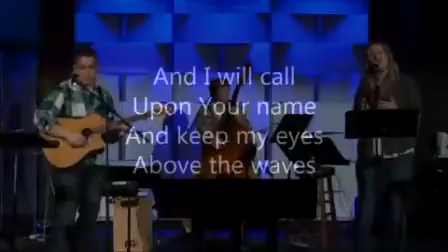 And I will call
Upon Your name
And keep my eyes
Above the waves